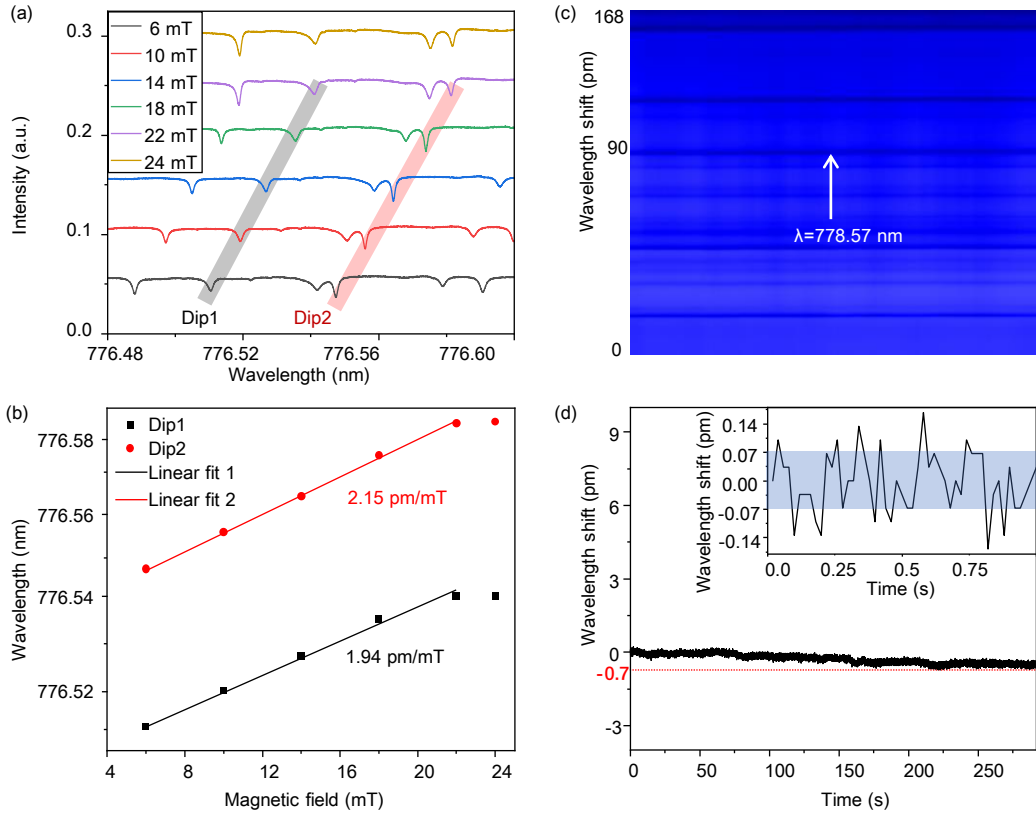 (a)
0.3
0.2
0.1
0.0
Intensity (a.u.)
6 mT
10 mT
14 mT
18 mT
22 mT
24 mT
Dip1
Dip2
776.48
776.52
776.56
776.60
Wavelength (nm)
(c)
168
90
0
Wavelength shift (pm)
λ=778.57 nm
(b)
776.58
776.56
776.54
776.52
Wavelength (nm)
Dip1
Dip2
Linear fit 1
Linear fit 2
2.15 pm/mT
1.94 pm/mT
4
8
12
16
20
24
Magnetic field (mT)
(d)
9
6
3
0
-0.7
-3
Wavelength shift (pm)
0.14
0.07
0.00
-0.07
-0.14
Wavelength shift (pm)
0.0
0.25
0.5
0.75
Time (s)
0
50
100
150
200
250
Time (s)